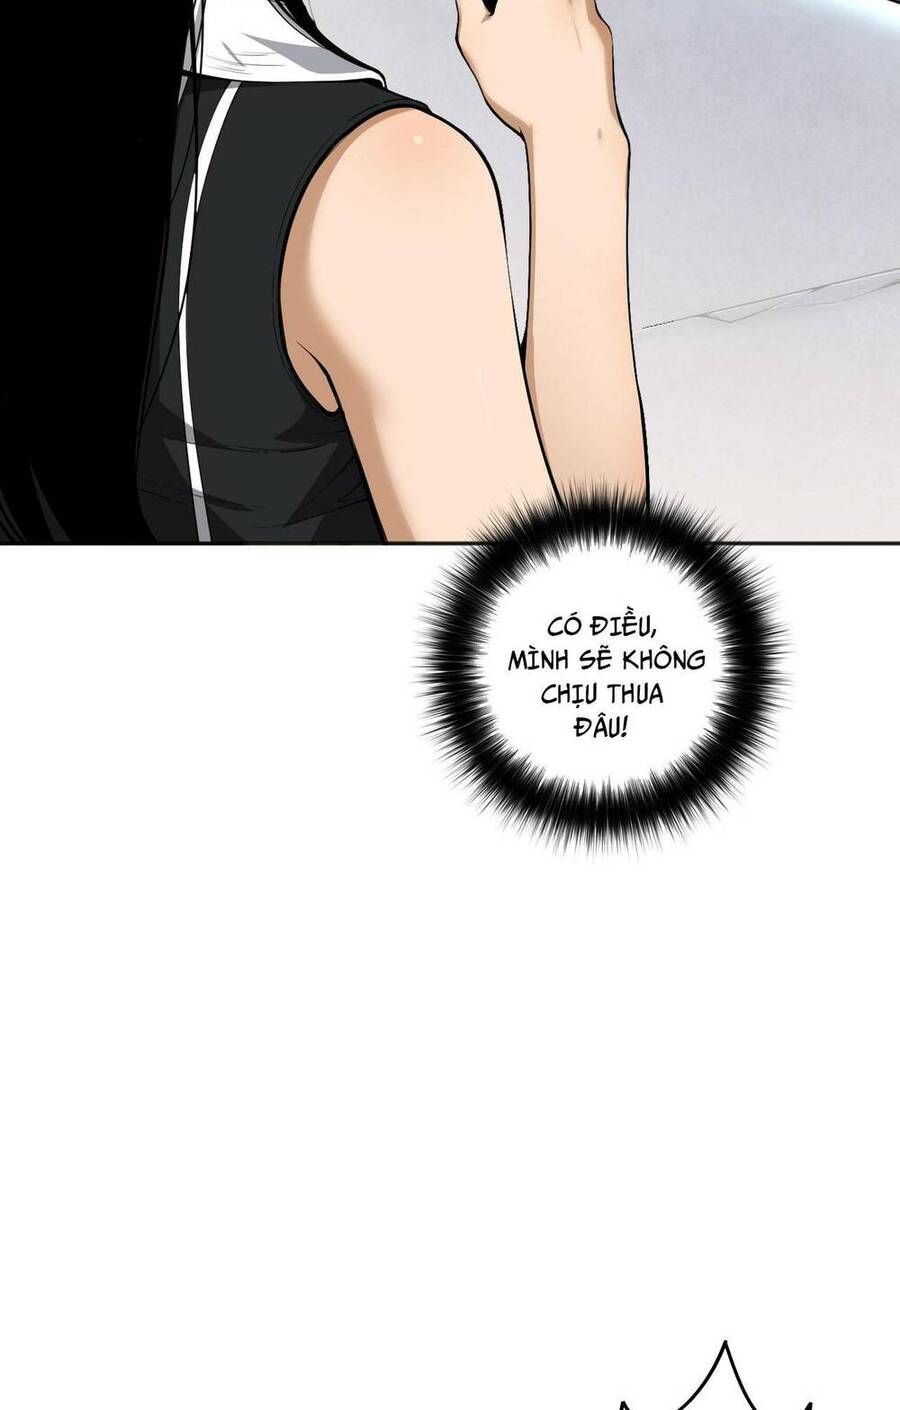 CÓ ĐIỀU,
MÌNH SẼ KHÔNG
CHỊU THUA
ĐÂU!